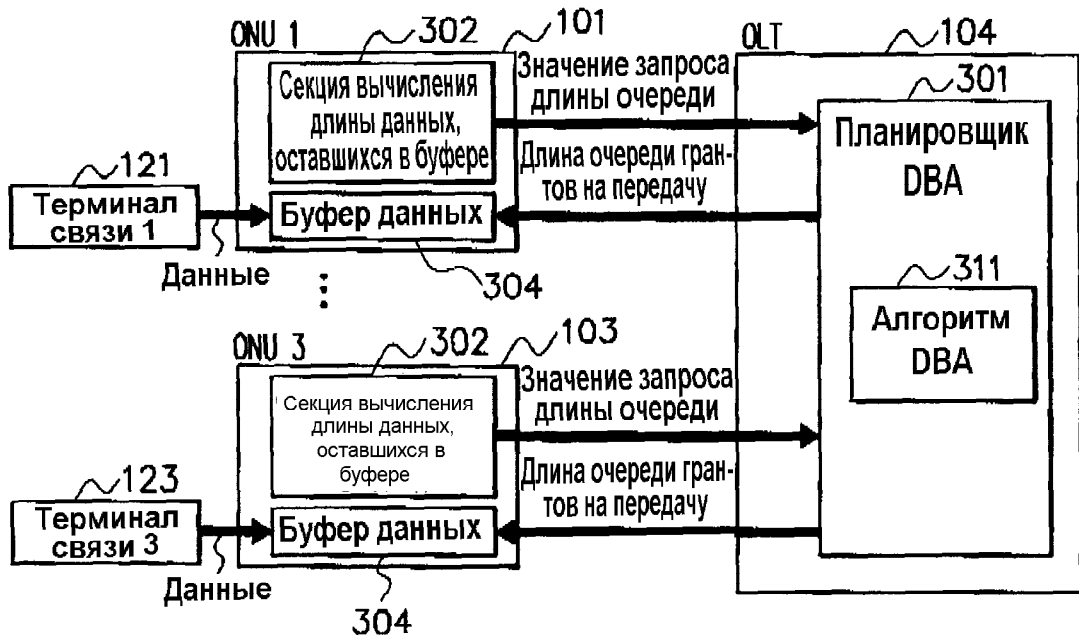 ONU 1
302
101
OLT
104
Секция вычисления
длины данных,
оставшихся в буфере
Значение запроса
длины очереди
301
Планировщик
DBA
Длина очереди гран-
тов на передачу
121
Терминал
связи 1
Буфер данных
Данные
304
311
Алгоритм
DBA
ONU 3
302
103
Секция вычисления
длины данных,
оставшихся в
буфере
Значение запроса
длины очереди
Длина очереди гран-
тов на передачу
123
Терминал
связи 3
Буфер данных
Данные
304